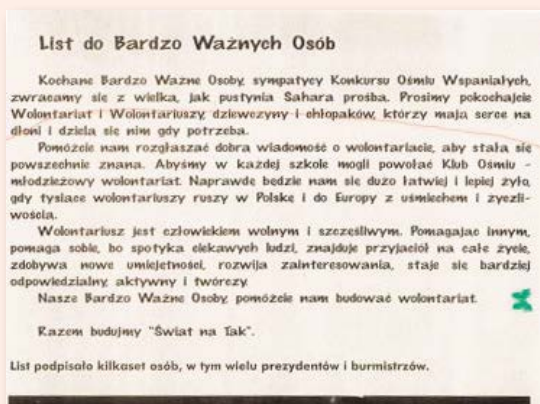 List do Bardzo Ważnych Osób
Kochane Bardzo Ważne Osoby, sympatycy Konkursu Ośmiu Wspaniałych,
zwracamy się z wielką, jak pustynia Sahara prośbą. Prosimy pokochajcie
Wolontariat i Wolontariuszy, dziewczyny i chłopaków, którzy mają serce na
dłoni i dzielą się nim gdy potrzeba.
Pomóżcie nam rozgłaszać dobrą wiadomość o wolontariacie, aby stała się
powszechnie znana. Abyśmy w każdej szkole mogli powołać Klub Ośmiu -
młodzieżowy wolontariat. Naprawdę będzie nam się dużo łatwiej i lepiej żyło,
gdy tysiące wolontariuszy ruszy w Polskę i do Europy z uśmiechem i życzli-
wością.
Wolontariusz jest człowiekiem wolnym i szczęśliwym. Pomagając innym,
pomaga sobie, bo spotyka ciekawych ludzi, znajduje przyjaciół na całe życie,
zdobywa nowe umiejętności, rozwija zainteresowania, staje się bardziej
odpowiedzialny, aktywny i twórczy.
Nasze Bardzo Ważne Osoby, pomóżcie nam budować wolontariat.
Razem budujmy "Świat na Tak".
List podpisało kilkaset osób, w tym wielu prezydentów i burmistrzów.